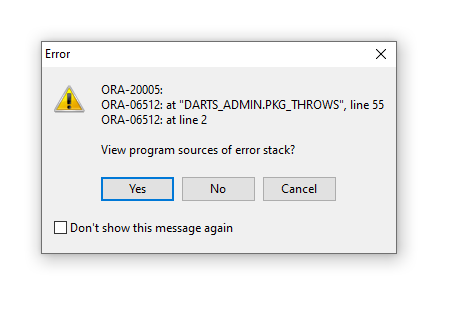 Error
ORA-20005:
ORA-06512: at "DARTS_ADMIN.PKG_THROWS", line 55
ORA-06512: at line 2
View program sources of error stack?
Yes No Cancel
Don't show this message again